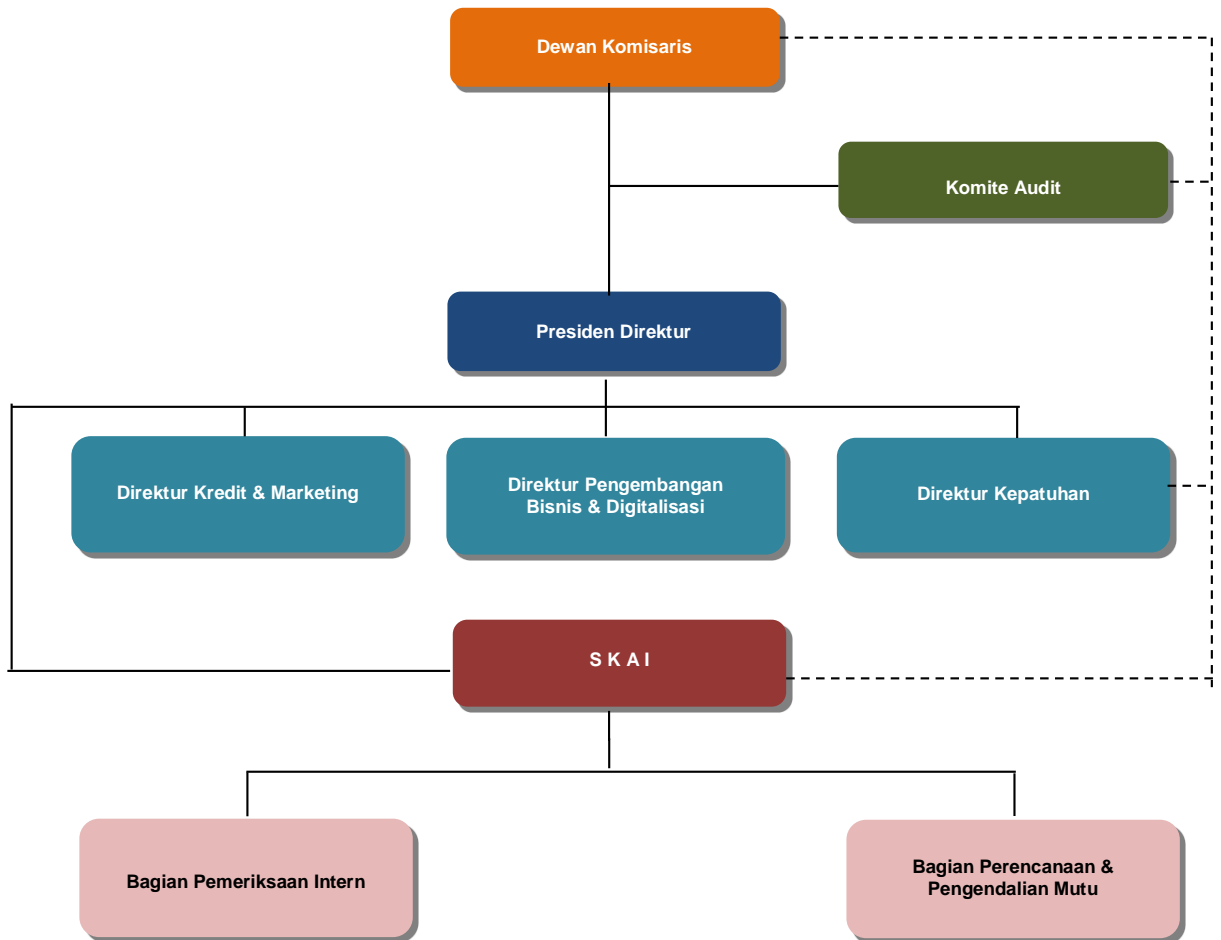 Dewan Komisaris
Komite Audit
Presiden Direktur
Direktur Kredit & Marketing
Direktur Pengembangan
Bisnis & Digitalisasi
Direktur Kepatuhan
S K A I
Bagian Pemeriksaan Intern
Bagian Perencanaan &
Pengendalian Mutu